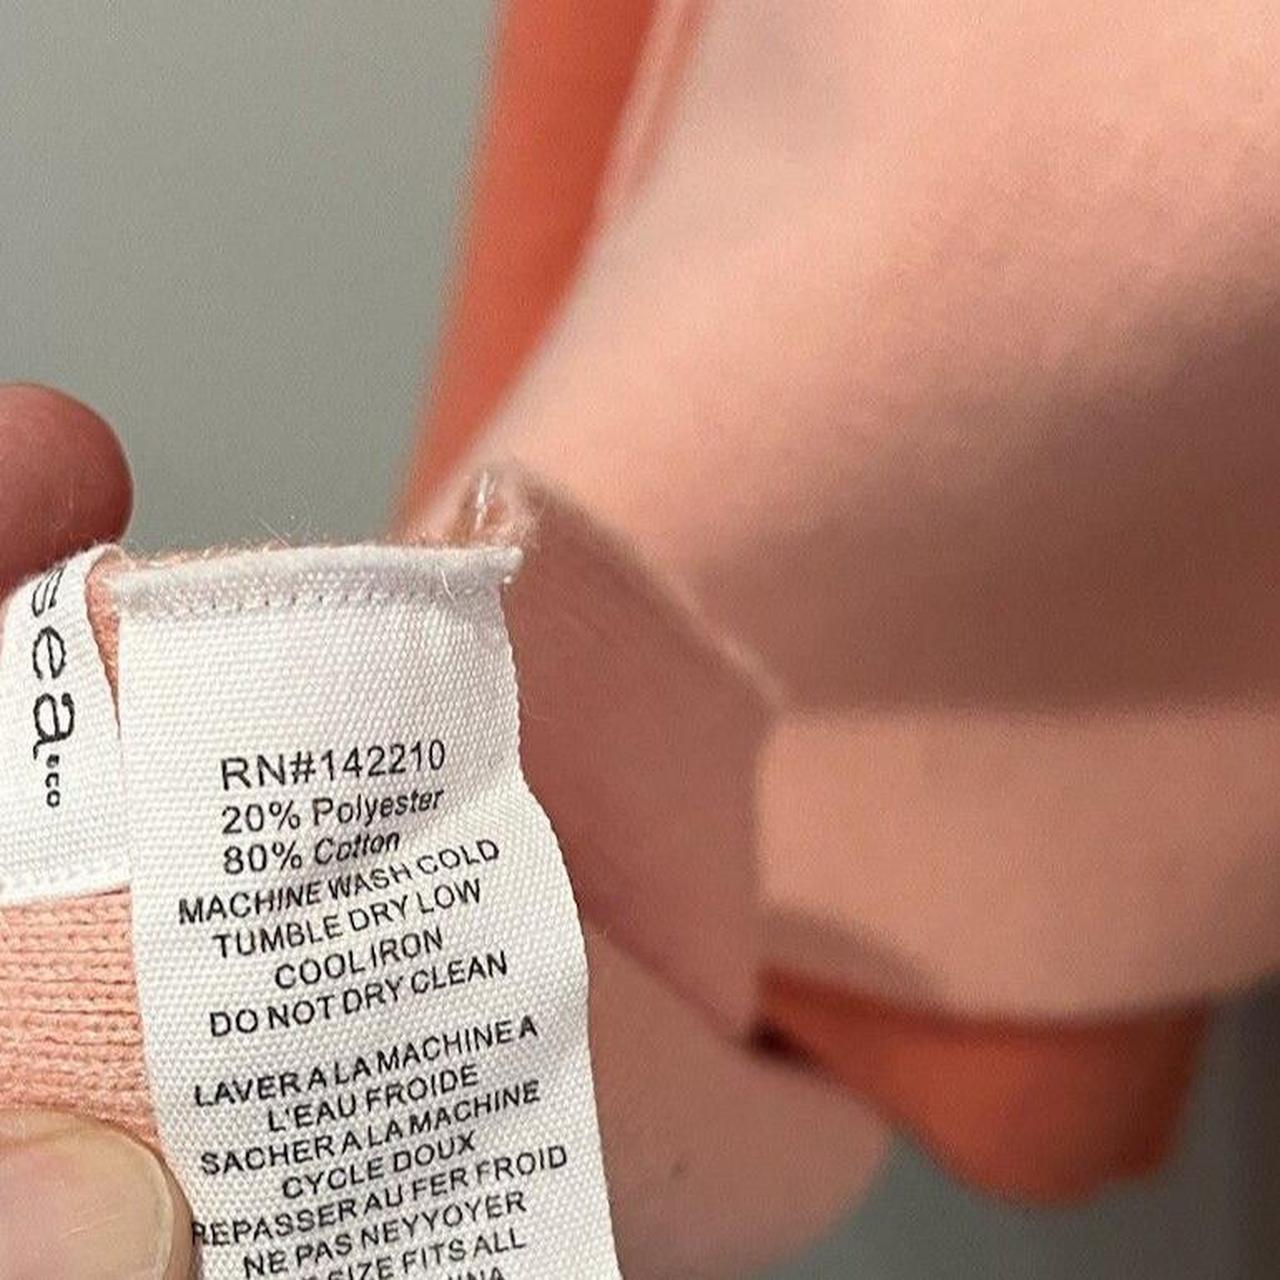 sea &co
RN#142210
20% Polyester
80% Cotton
MACHINE WASH COLD
TUMBLE DRY LOW
COOL IRON
DO NOT DRY CLEAN
LAVER A LA MACHINE A
L'EAU FROIDE
SACHER A LA MACHINE
CYCLE DOUX
REPASSER AU FER FROID
NE PAS NEYYOYER
SIZE FITS ALL